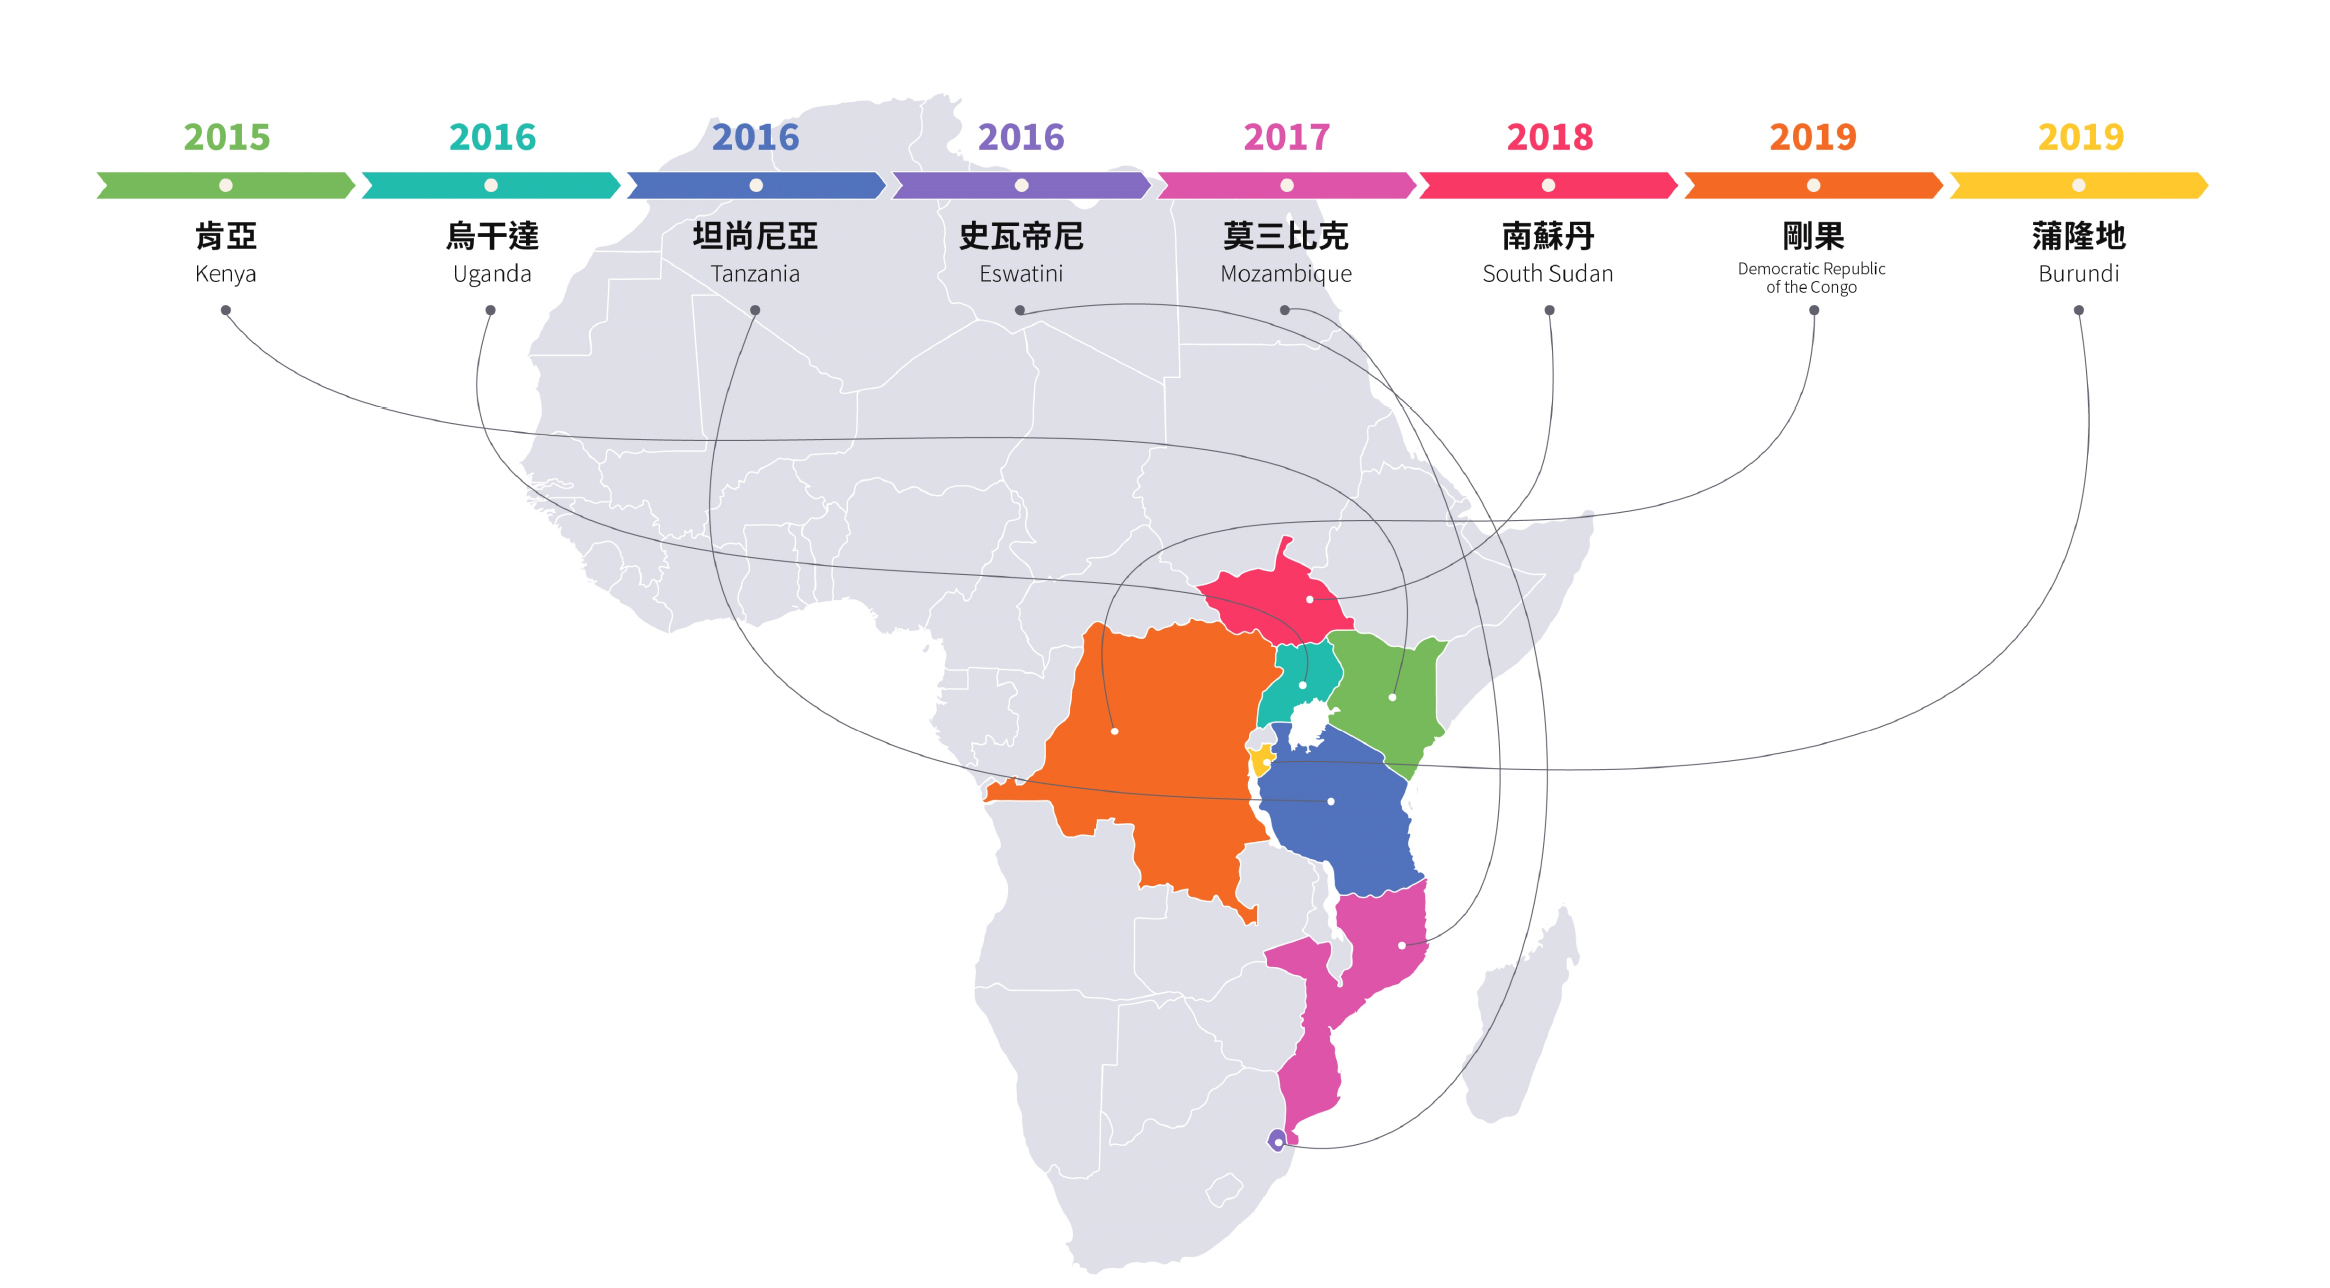 2015
2016
2016
2016
2017
2018
2019
2019
肯亞
烏干達
坦尚尼亞
史瓦帝尼
莫三比克
南蘇丹
剛果
蒲隆地
Kenya
Uganda
Tanzania
Eswatini
Mozambique
South Sudan
Democratic Republic
of the Congo
Burundi